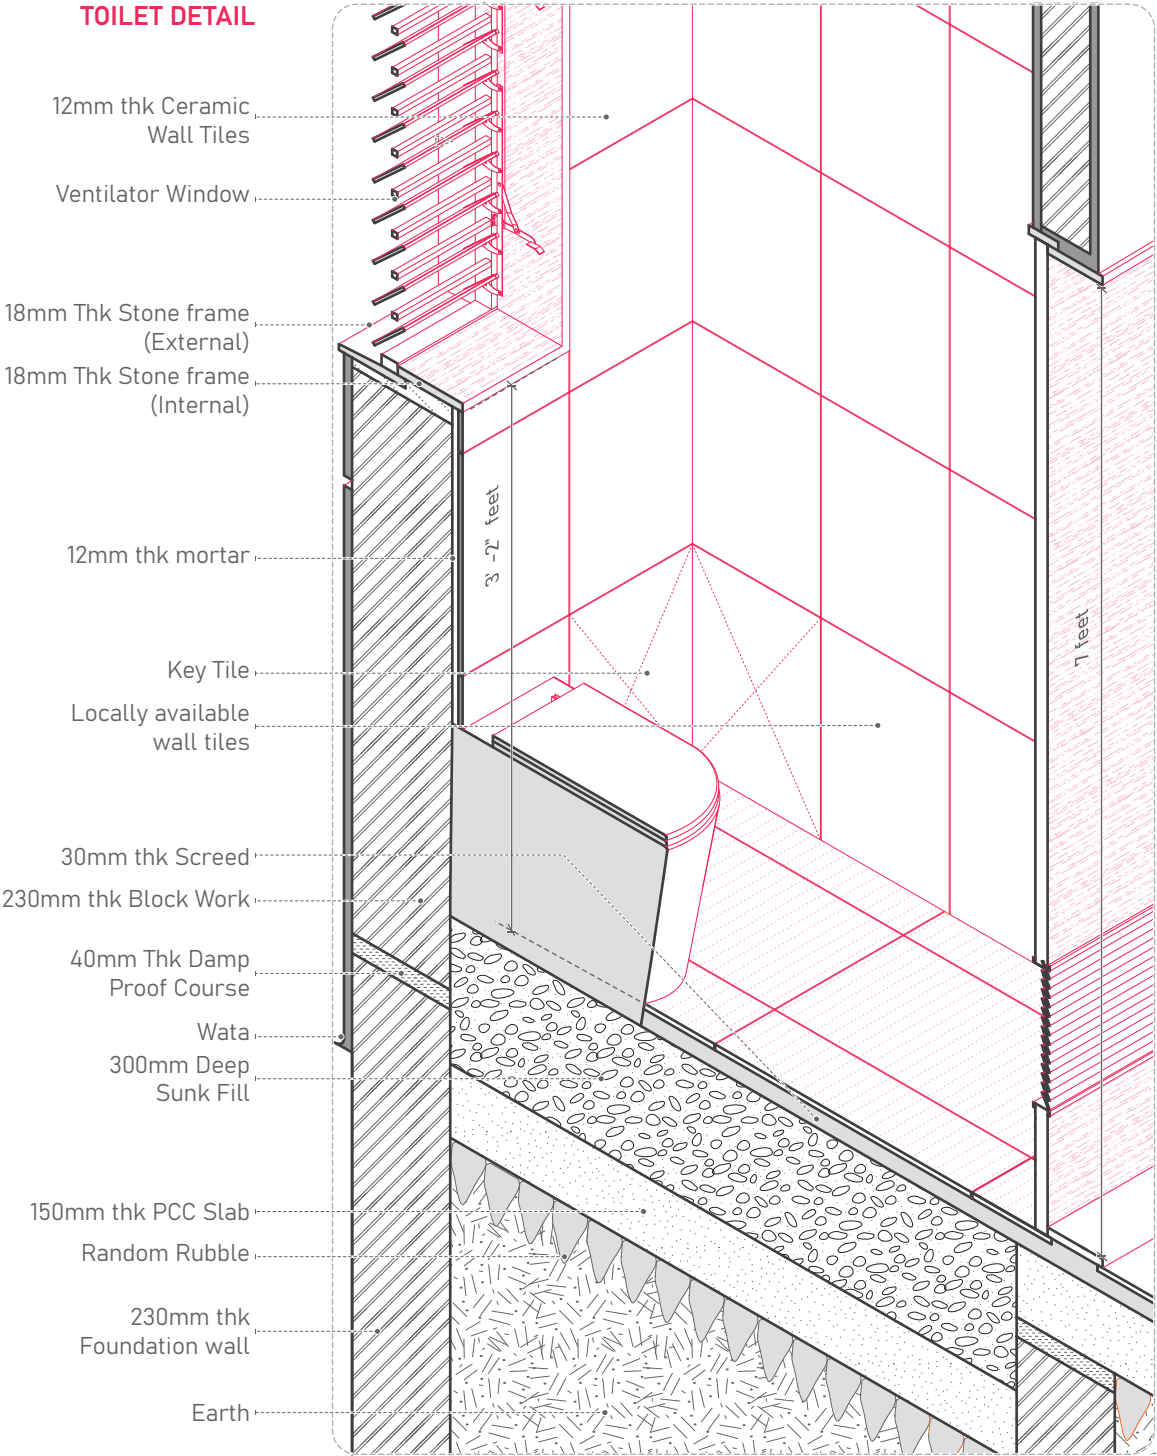 TOILET DETAIL
12mm thk Ceramic
Wall Tiles
Ventilator Window
18mm Thk Stone frame
(External)
18mm Thk Stone frame
(Internal)
12mm thk mortar
3' -2" feet
7 feet
Key Tile
Locally available
wall tiles
30mm thk Screed
230mm thk Block Work
40mm Thk Damp
Proof Course
Wata
300mm Deep
Sunk Fill
150mm thk PCC Slab
Random Rubble
230mm thk
Foundation wall
Earth